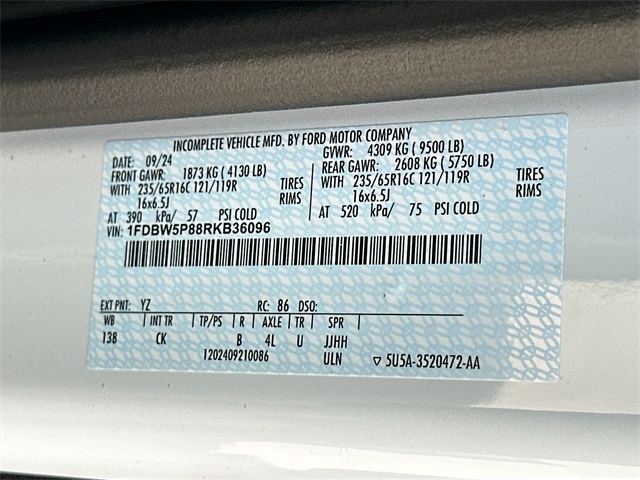 INCOMPLETE VEHICLE MFD. BY FORD MOTOR COMPANY
DATE: 09/24 GVWR: 4309 KG ( 9500 LB)
FRONT GAWR: 1873 KG ( 4130 LB) REAR GAWR: 2608 KG ( 5750 LB)
WITH 235/65R16C 121/119R TIRES WITH 235/65R16C 121/119R TIRES
16x6.5J RIMS 16x6.5J RIMS
AT 390 kPa/ 57 PSI COLD AT 520 kPa/ 75 PSI COLD
VIN: 1FDBW5P88RKB36096
EXT PNT: YZ RC: 86 DSO:
WB INT TR TP/PS R AXLE TR SPR
138 CK B 4L U JJHH
1202409210086 ULN ▽ 5U5A-3520472-AA